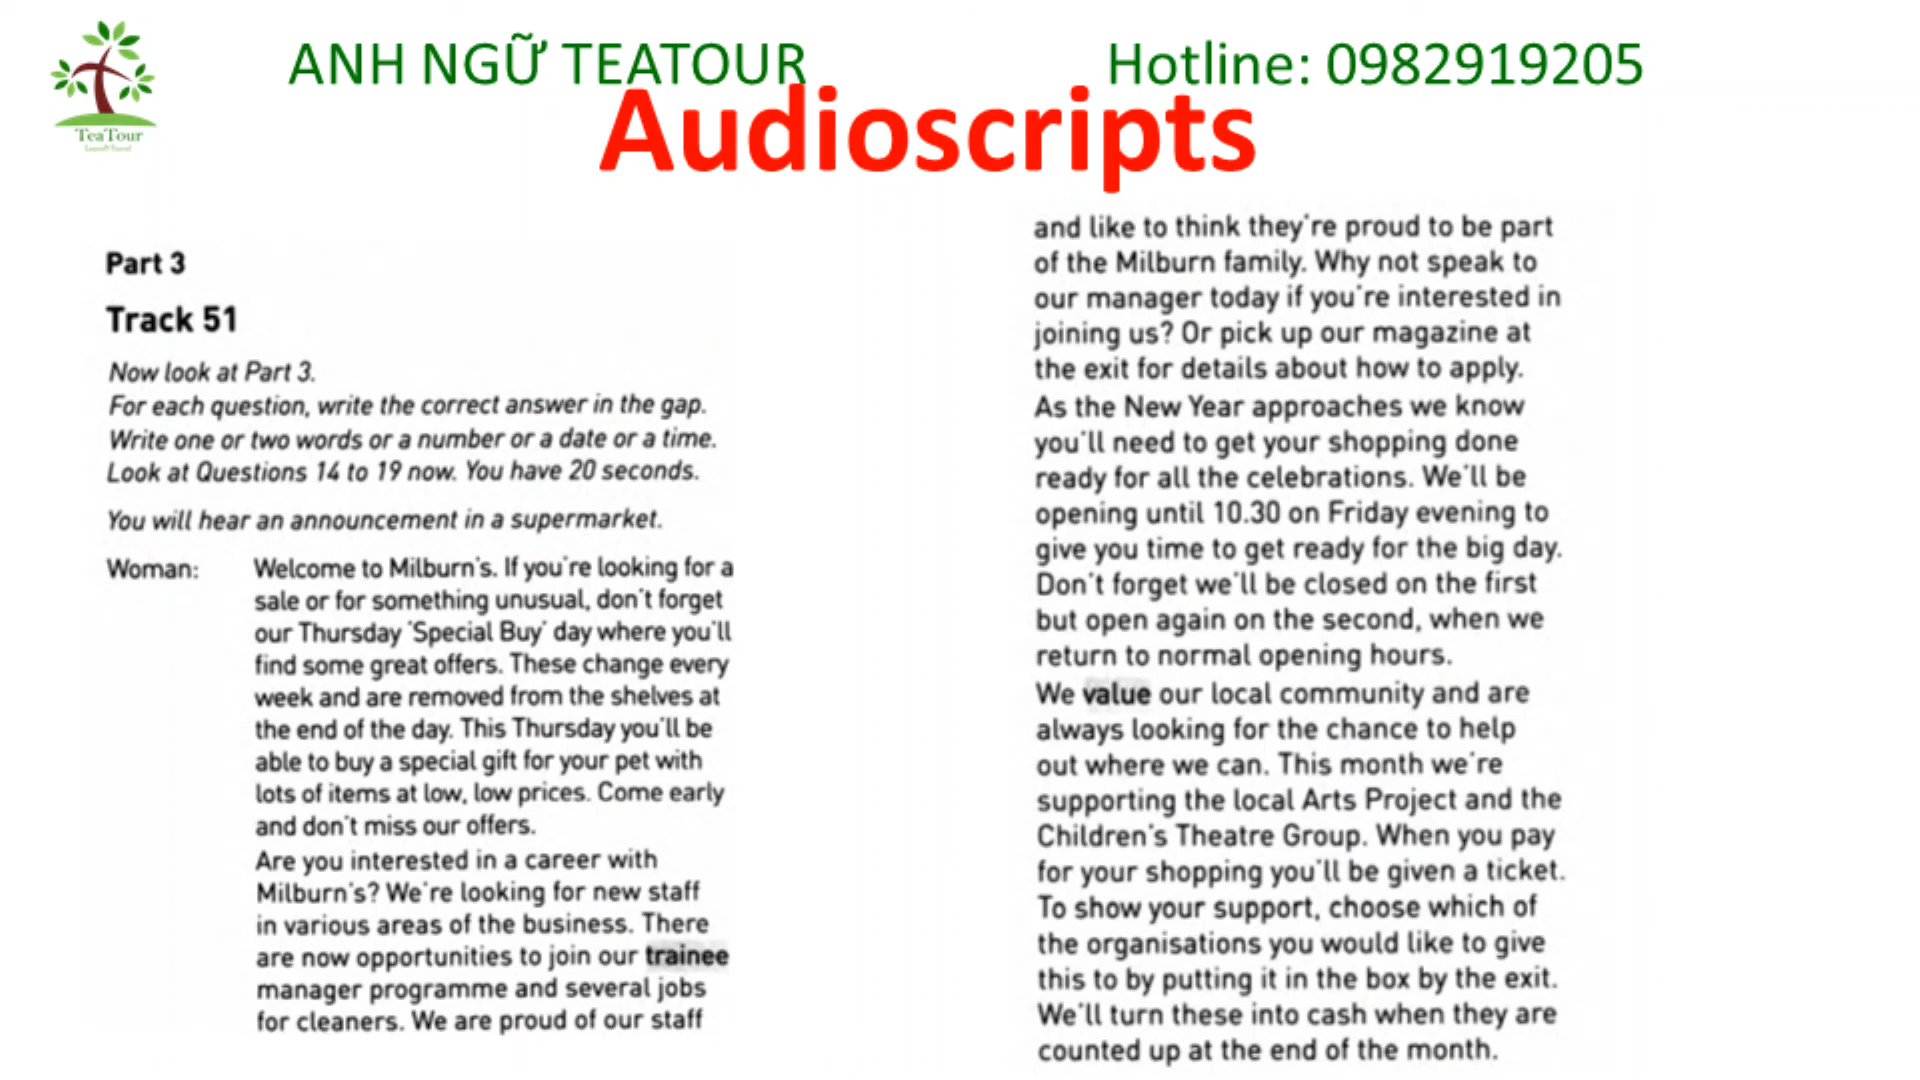 ANH NGỮ TEATOUR
Hotline: 0982919205
TeaTour
Audioscripts
Part 3
Track 51
Now look at Part 3.
For each question, write the correct answer in the gap.
Write one or two words or a number or a date or a time.
Look at Questions 14 to 19 now. You have 20 seconds.
You will hear an announcement in a supermarket.
Woman: Welcome to Milburn's. If you're looking for a
sale or for something unusual, don't forget
our Thursday 'Special Buy' day where you'll
find some great offers. These change every
week and are removed from the shelves at
the end of the day. This Thursday you'll be
able to buy a special gift for your pet with
lots of items at low, low prices. Come early
and don't miss our offers.
Are you interested in a career with
Milburn's? We're looking for new staff
in various areas of the business. There
are now opportunities to join our trainee
manager programme and several jobs
for cleaners. We are proud of our staff
and like to think they're proud to be part
of the Milburn family. Why not speak to
our manager today if you're interested in
joining us? Or pick up our magazine at
the exit for details about how to apply.
As the New Year approaches we know
you'll need to get your shopping done
ready for all the celebrations. We'll be
opening until 10.30 on Friday evening to
give you time to get ready for the big day.
Don't forget we'll be closed on the first
but open again on the second, when we
return to normal opening hours.
We value our local community and are
always looking for the chance to help
out where we can. This month we're
supporting the local Arts Project and the
Children's Theatre Group. When you pay
for your shopping you'll be given a ticket.
To show your support, choose which of
the organisations you would like to give
this to by putting it in the box by the exit.
We'll turn these into cash when they are
counted up at the end of the month.